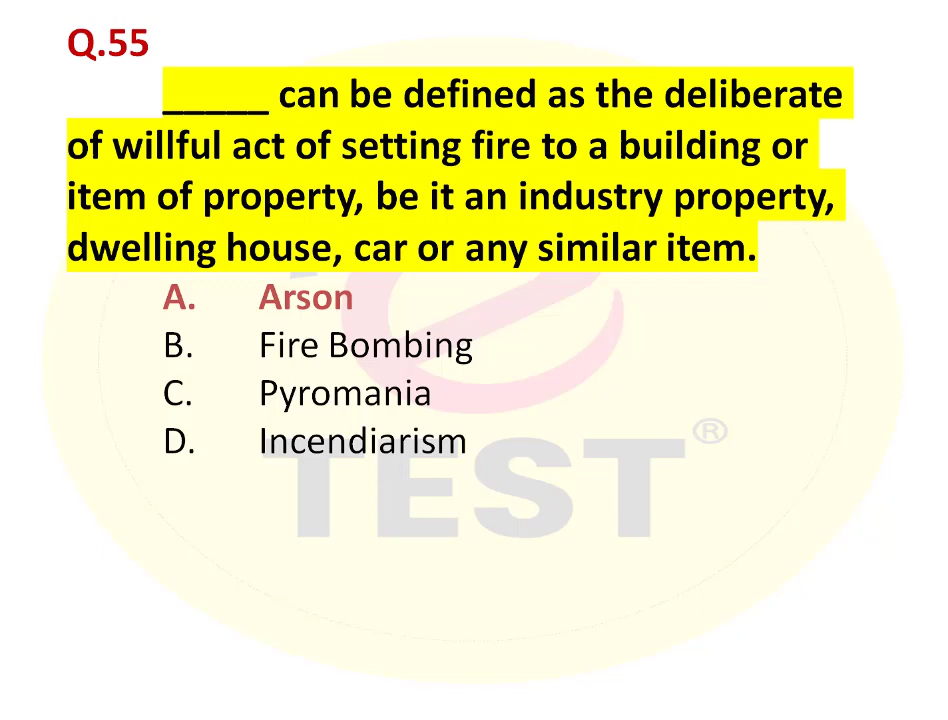 Q.55
_____ can be defined as the deliberate
of willful act of setting fire to a building or
item of property, be it an industry property,
dwelling house, car or any similar item.
A. Arson
B. Fire Bombing
C. Pyromania
D. Incendiarism
TEST®